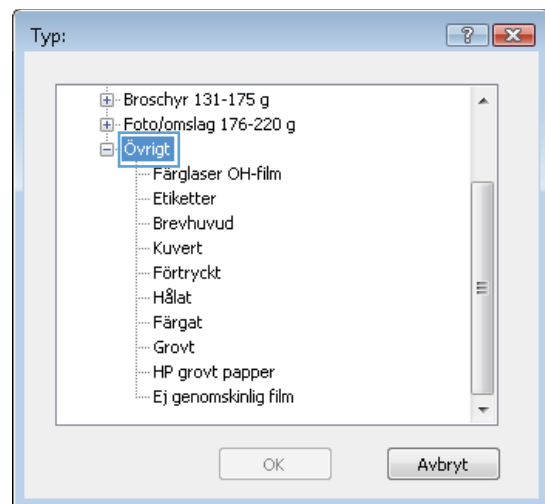 Typ:
Broschyr 131-175 g
Foto/omslag 176-220 g
Övrigt
Färglaser OH-film
Etiketter
Brevhuvud
Kuvert
Förtryckt
Hålat
Färgat
Grovt
HP grovt papper
Ej genomskinlig film
OK
Avbryt